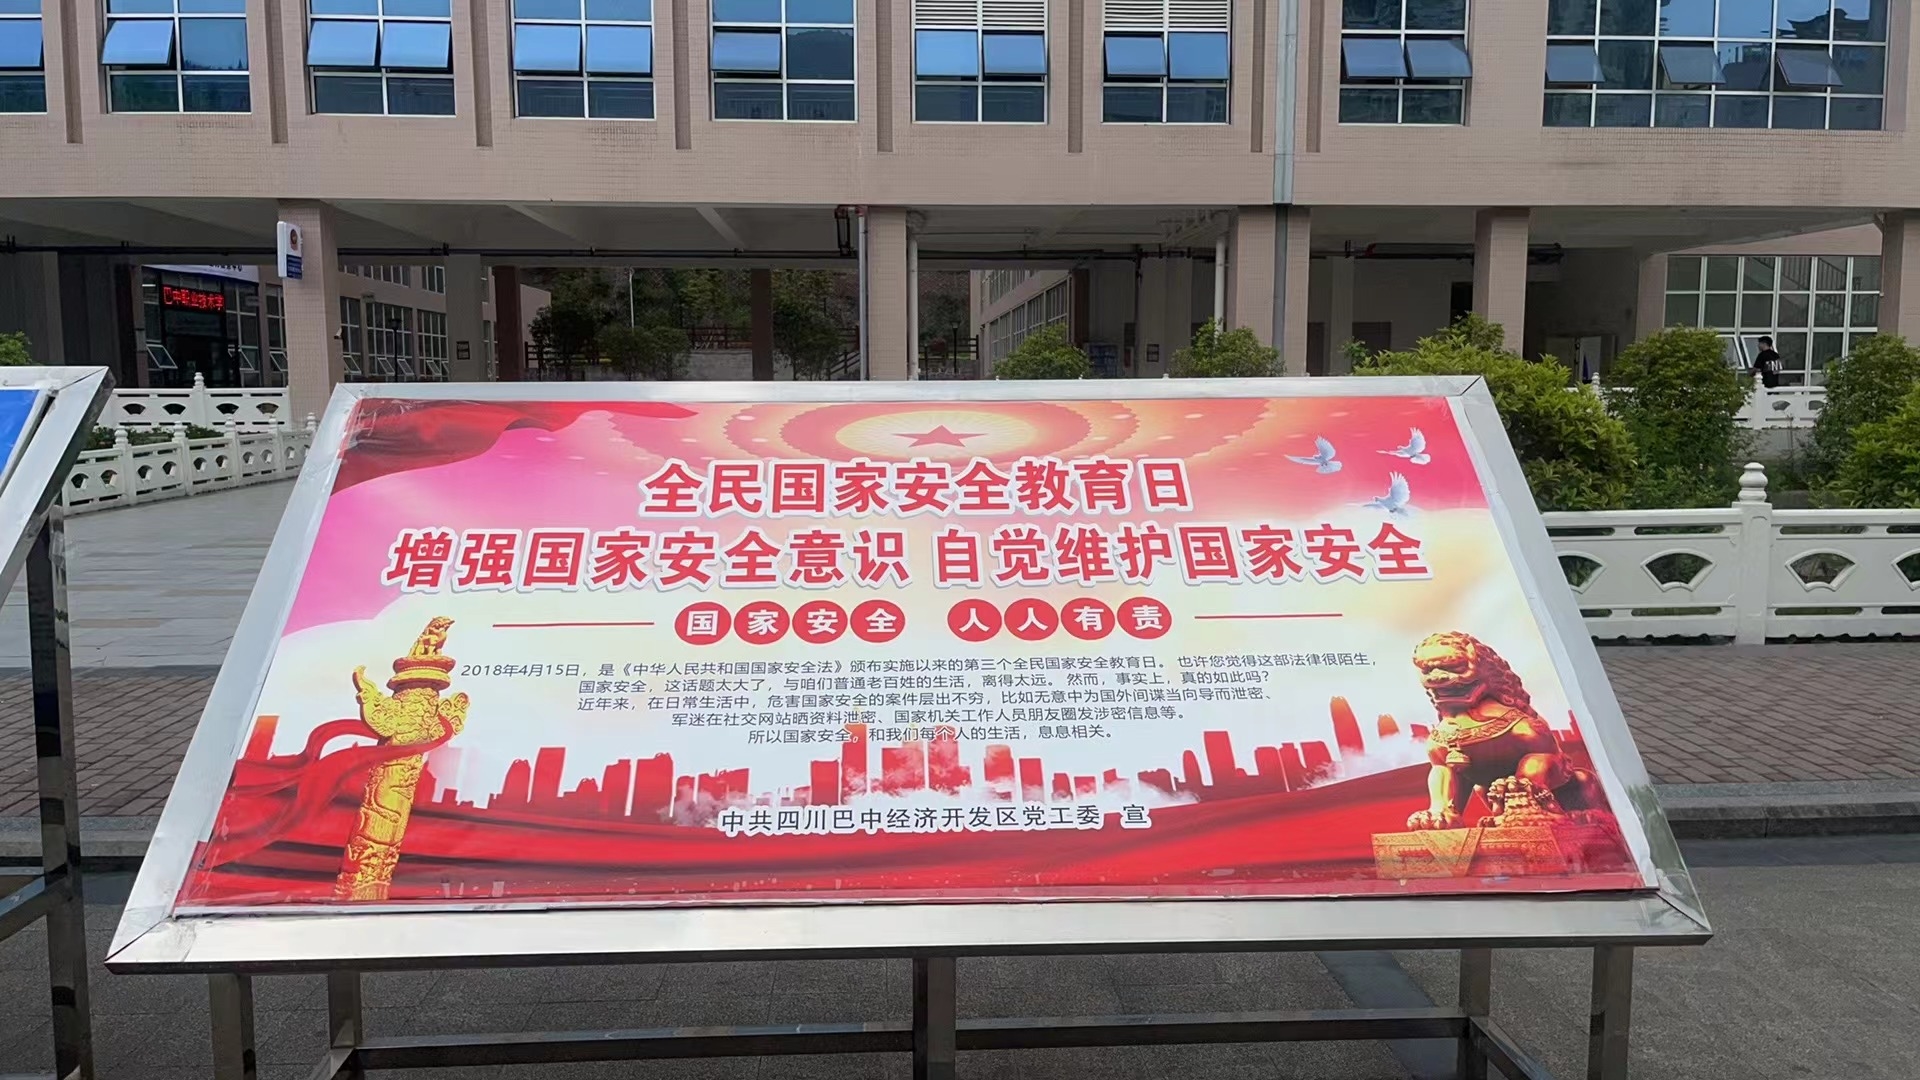 巴中职业技术学
全民国家安全教育日
增强国家安全意识 自觉维护国家安全
国家安全 人人有责
2018年4月15日，是《中华人民共和国国家安全法》颁布实施以来的第三个全民国家安全教育日。也许您觉得这部法律很陌生，
国家安全，这话题太大了，与咱们普通老百姓的生活，离得太远。然而，事实上，真的如此吗？
近年来，在日常生活中，危害国家安全的案件层出不穷，比如无意中为国外间谍当向导而泄密、
军迷在社交网站晒资料泄密、国家机关工作人员朋友圈发涉密信息等。
所以国家安全，和我们每个人的生活，息息相关。
中共四川巴中经济开发区党工委 宣